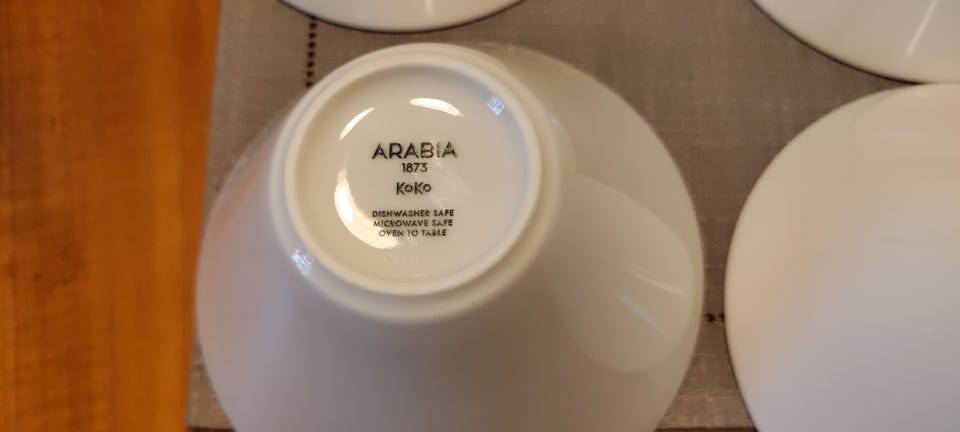 ARABIA
1873
KoKo
DISHWASHER SAFE
MICROWAVE SAFE
OVEN TO TABLE